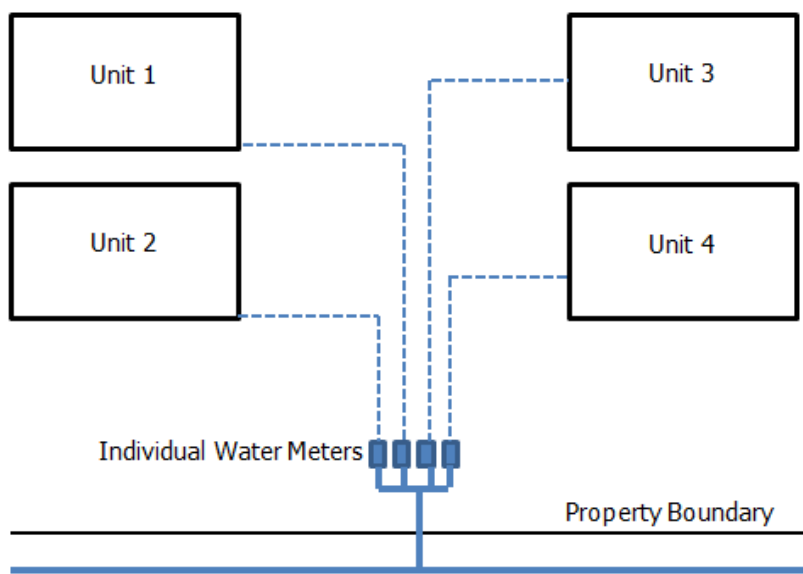 Unit 1
Unit 3
Unit 2
Unit 4
Individual Water Meters
Property Boundary